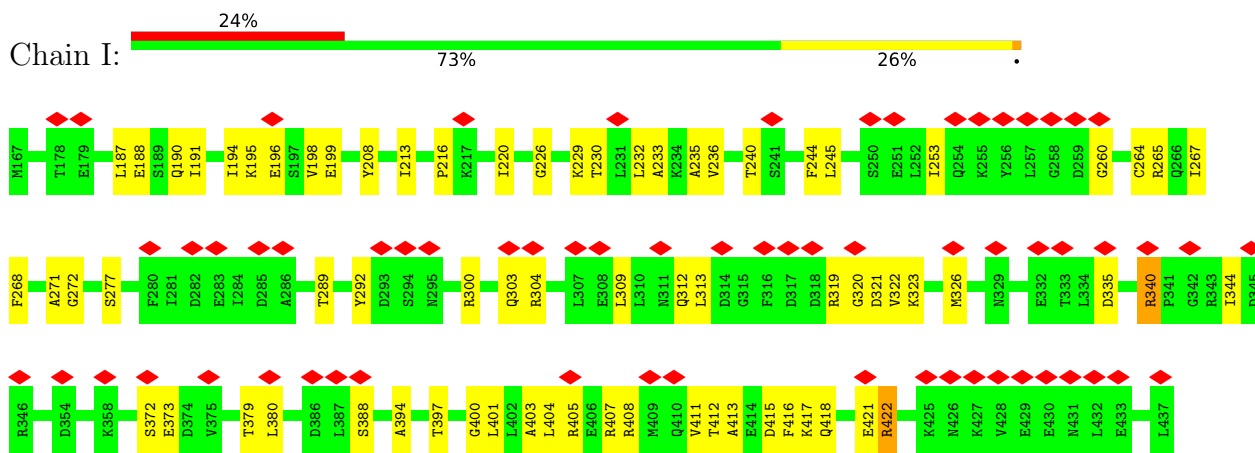 24%
Chain I:
73% 26% •
M167 T178 E179 L187 E188 S189 Q190 I191 I194 K195 E196 S197 V198 E199 Y208 I213 P216 K217 I220 G226 K229 T230 L231 L232 A233 K234 A235 V236 T240 S241 F244 L245 S250 E251 L252 I253 Q254 K255 Y256 L257 G258 D259 G260 C264 R265 Q266 I267
F268 A271 G272 S277 F280 I281 D282 E283 I284 D285 A286 T289 Y292 D293 S294 N295 R300 Q303 R304 L307 E308 L309 L310 N311 Q312 L313 D314 G315 F316 D317 D318 R319 G320 D321 V322 K323 M326 N329 E332 T333 L334 D335 R340 P341 G342 R343 I344 D345
R346 D354 K358 S372 E373 D374 V375 T379 L380 D386 L387 S388 A394 T397 G400 L401 L402 A403 L404 R405 E406 R407 R408 M409 Q410 V411 T412 A413 E414 D415 F416 K417 Q418 E421 R422 K425 N426 K427 V428 E429 E430 N431 L432 E433 L437